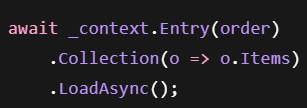 await _context.Entry(order)
    .Collection(o => o.Items)
    .LoadAsync();